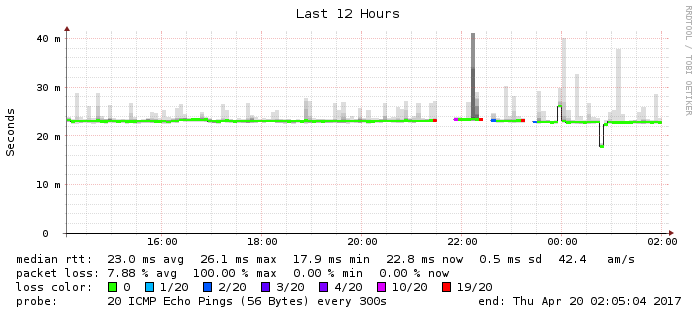 Last 12 Hours
RRDTOOL / TOBI OETIKER
Seconds
40 m
30 m
20 m
10 m
0
16:00 18:00 20:00 22:00 00:00 02:00
median rtt: 23.0 ms avg 26.1 ms max 17.9 ms min 22.8 ms now 0.5 ms sd 42.4 am/s
packet loss: 7.88 % avg 100.00 % max 0.00 % min 0.00 % now
loss color: 0 1/20 2/20 3/20 4/20 10/20 19/20
probe: 20 ICMP Echo Pings (56 Bytes) every 300s end: Thu Apr 20 02:05:04 2017